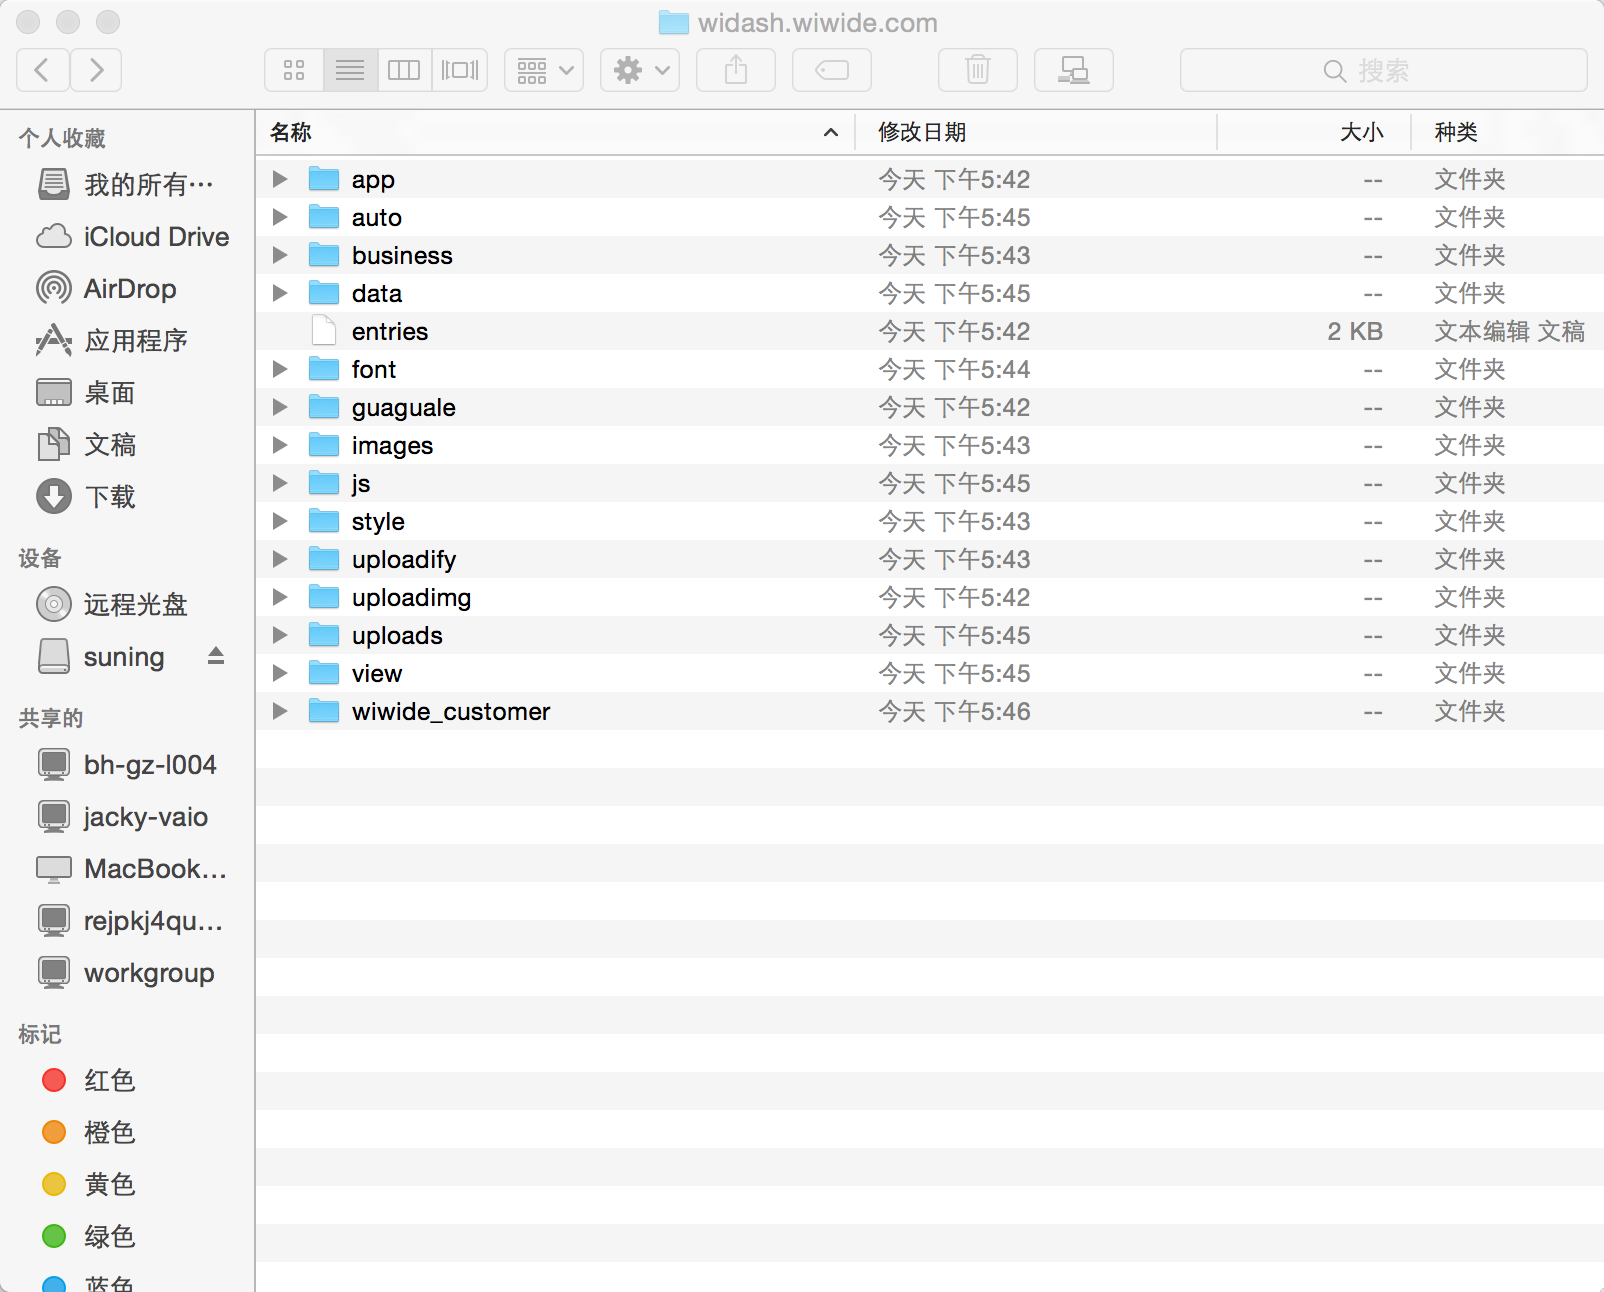 widash.wiwide.com
搜索
个人收藏
我的所有…
iCloud Drive
AirDrop
应用程序
桌面
文稿
下载
设备
远程光盘
suning
共享的
bh-gz-l004
jacky-vaio
MacBook…
rejpkj4qu…
workgroup
标记
红色
橙色
黄色
绿色
蓝色
名称 修改日期 大小 种类
app 今天 下午5:42 -- 文件夹
auto 今天 下午5:45 -- 文件夹
business 今天 下午5:43 -- 文件夹
data 今天 下午5:45 -- 文件夹
entries 今天 下午5:42 2 KB 文本编辑 文稿
font 今天 下午5:44 -- 文件夹
guaguale 今天 下午5:42 -- 文件夹
images 今天 下午5:43 -- 文件夹
js 今天 下午5:45 -- 文件夹
style 今天 下午5:43 -- 文件夹
uploadify 今天 下午5:43 -- 文件夹
uploadimg 今天 下午5:42 -- 文件夹
uploads 今天 下午5:45 -- 文件夹
view 今天 下午5:45 -- 文件夹
wiwide_customer 今天 下午5:46 -- 文件夹